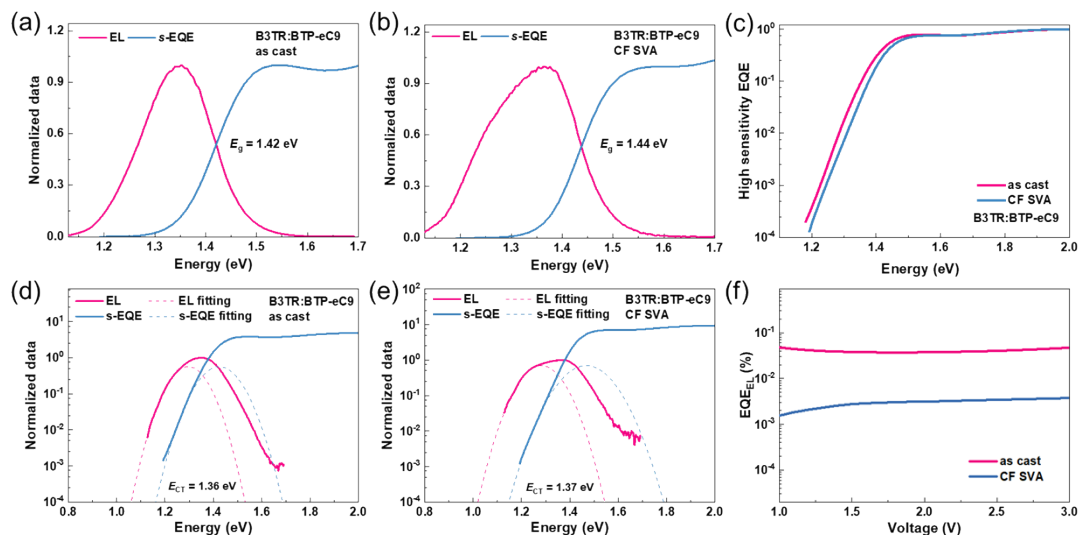 (a)
1.2
0.9
0.6
0.3
0.0
Normalized data
EL
s-EQE
B3TR:BTP-eC9
as cast
Eg = 1.42 eV
1.2
1.3
1.4
1.5
1.6
1.7
Energy (eV)
(b)
1.2
0.9
0.6
0.3
0.0
Normalized data
EL
s-EQE
B3TR:BTP-eC9
CF SVA
Eg = 1.44 eV
1.2
1.3
1.4
1.5
1.6
1.7
Energy (eV)
(c)
10⁰
10⁻¹
10⁻²
10⁻³
10⁻⁴
High sensitivity EQE
as cast
CF SVA
B3TR:BTP-eC9
1.2
1.4
1.6
1.8
2.0
Energy (eV)
(d)
10²
10¹
10⁰
10⁻¹
10⁻²
10⁻³
10⁻⁴
Normalized data
EL
EL fitting
s-EQE
s-EQE fitting
B3TR:BTP-eC9
as cast
ECT = 1.36 eV
0.8
1.0
1.2
1.4
1.6
1.8
2.0
Energy (eV)
(e)
10²
10¹
10⁰
10⁻¹
10⁻²
10⁻³
10⁻⁴
Normalized data
EL
EL fitting
s-EQE
s-EQE fitting
B3TR:BTP-eC9
CF SVA
ECT = 1.37 eV
0.8
1.0
1.2
1.4
1.6
1.8
2.0
Energy (eV)
(f)
10⁻¹
10⁻²
10⁻³
10⁻⁴
EQEEL (%)
as cast
CF SVA
1.0
1.5
2.0
2.5
3.0
Voltage (V)